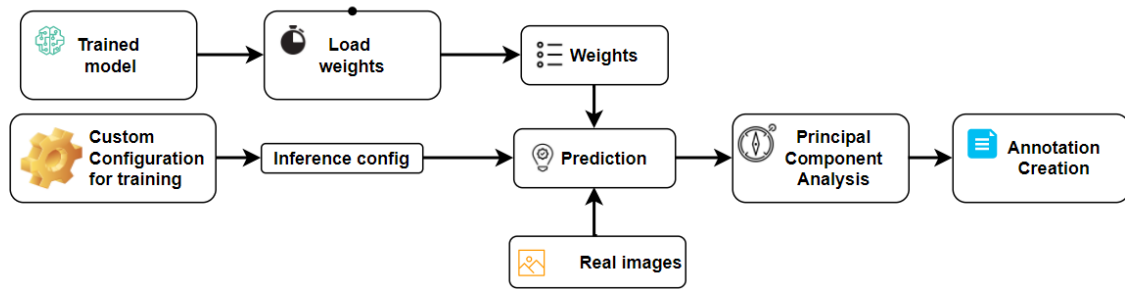 Trained
model
Load
weights
Weights
Custom
Configuration
for training
Inference config
Prediction
Principal
Component
Analysis
Annotation
Creation
Real images